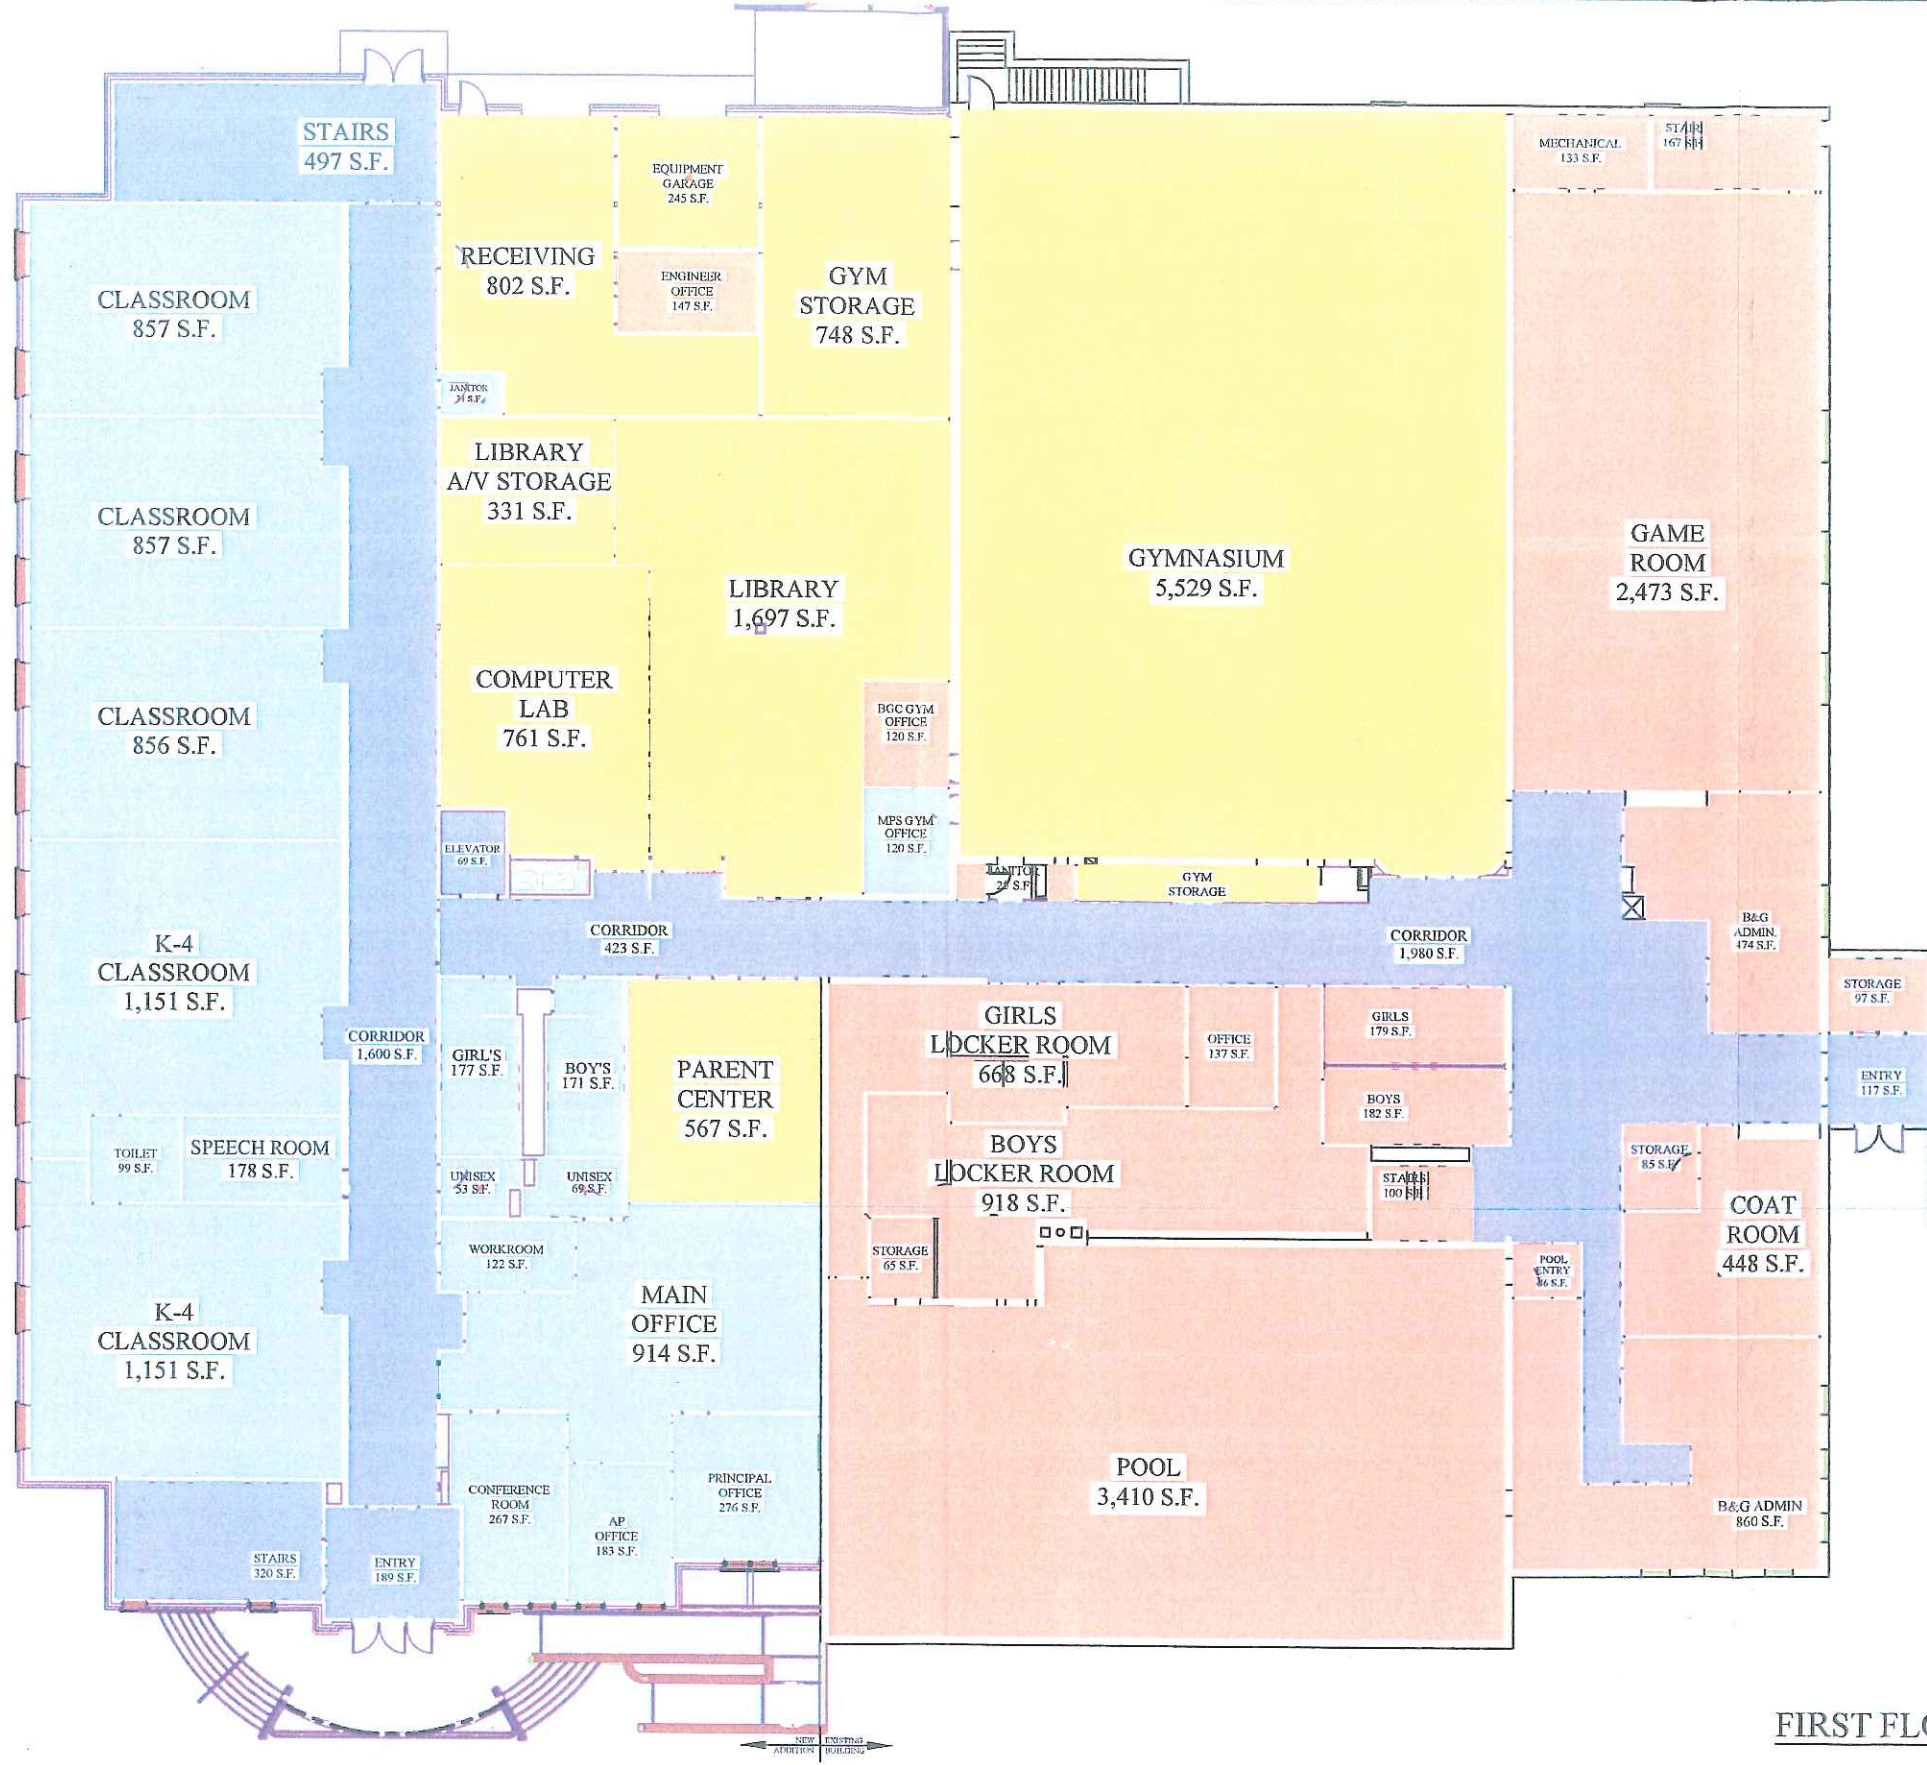 STAIRS
497 S.F.
MECHANICAL
133 S.F.
STAIR
167 S.F.
EQUIPMENT
GARAGE
245 S.F.
RECEIVING
802 S.F.
ENGINEER
OFFICE
147 S.F.
GYM
STORAGE
748 S.F.
CLASSROOM
857 S.F.
JANITOR
S.F.
LIBRARY
A/V STORAGE
331 S.F.
CLASSROOM
857 S.F.
GYMNASIUM
5,529 S.F.
GAME
ROOM
2,473 S.F.
LIBRARY
1,697 S.F.
COMPUTER
LAB
761 S.F.
CLASSROOM
856 S.F.
BGC GYM
OFFICE
120 S.F.
MPS GYM
OFFICE
120 S.F.
ELEVATOR
69 S.F.
JANITOR
S.F.
GYM
STORAGE
CORRIDOR
423 S.F.
CORRIDOR
1,980 S.F.
B&G
ADMIN.
474 S.F.
K-4
CLASSROOM
1,151 S.F.
STORAGE
97 S.F.
CORRIDOR
1,600 S.F.
GIRL'S
177 S.F.
BOY'S
171 S.F.
PARENT
CENTER
567 S.F.
GIRLS
LOCKER ROOM
668 S.F.
OFFICE
137 S.F.
GIRLS
179 S.F.
BOYS
182 S.F.
ENTRY
117 S.F.
TOILET
99 S.F.
SPEECH ROOM
178 S.F.
UNISEX
53 S.F.
UNISEX
69 S.F.
BOYS
LOCKER ROOM
918 S.F.
STAIRS
100 S.F.
STORAGE
85 S.F.
COAT
ROOM
448 S.F.
WORKROOM
122 S.F.
STORAGE
65 S.F.
POOL
ENTRY
S.F.
MAIN
OFFICE
914 S.F.
K-4
CLASSROOM
1,151 S.F.
POOL
3,410 S.F.
CONFERENCE
ROOM
267 S.F.
AP
OFFICE
183 S.F.
PRINCIPAL
OFFICE
276 S.F.
B&G ADMIN
860 S.F.
STAIRS
320 S.F.
ENTRY
189 S.F.
FIRST FLO
NEW EXISTING
ADDITION BUILDING